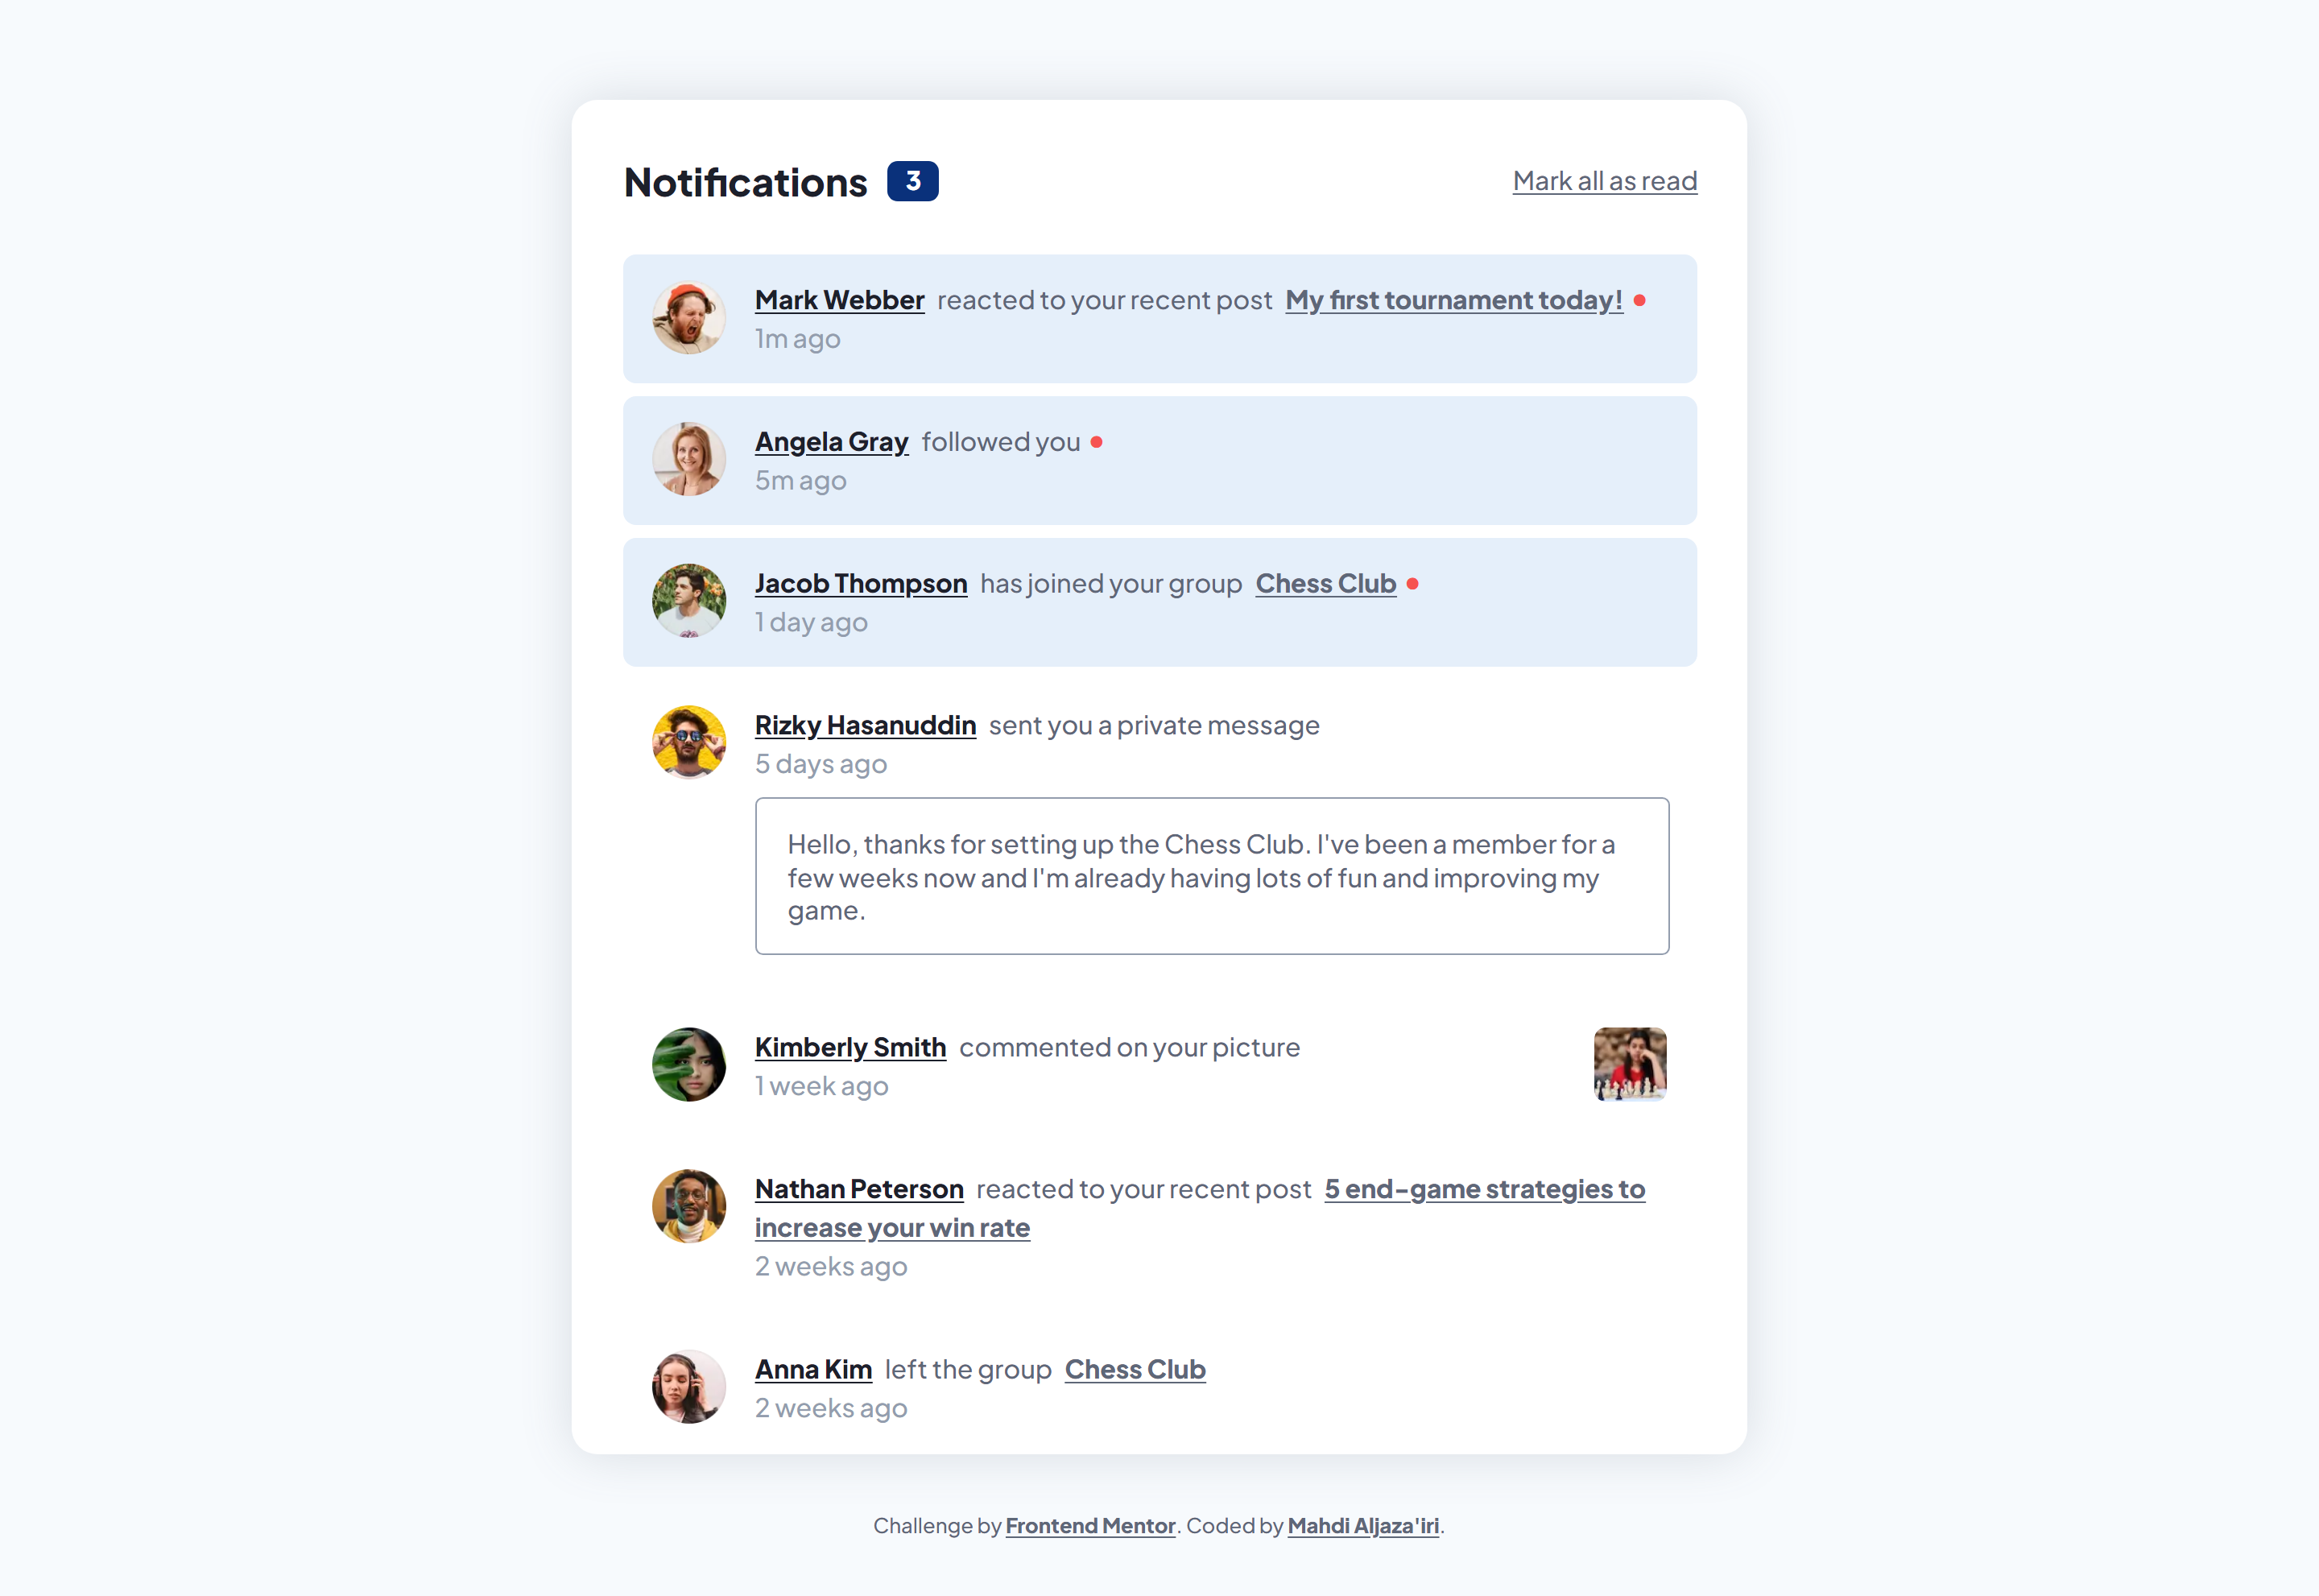 Notifications 3 Mark all as read
Mark Webber reacted to your recent post My first tournament today!
1m ago
Angela Gray followed you
5m ago
Jacob Thompson has joined your group Chess Club
1 day ago
Rizky Hasanuddin sent you a private message
5 days ago
Hello, thanks for setting up the Chess Club. I've been a member for a
few weeks now and I'm already having lots of fun and improving my
game.
Kimberly Smith commented on your picture
1 week ago
Nathan Peterson reacted to your recent post 5 end-game strategies to
increase your win rate
2 weeks ago
Anna Kim left the group Chess Club
2 weeks ago
Challenge by Frontend Mentor. Coded by Mahdi Aljaza'iri.